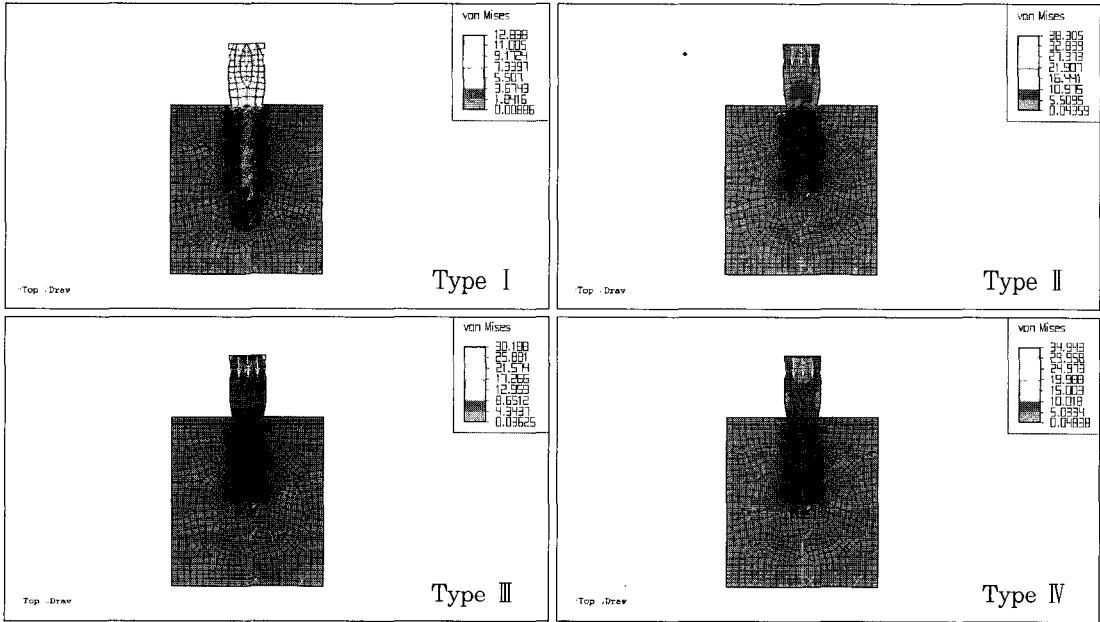 von Mises
12.838
11.005
9.1724
7.3397
5.507
3.6743
1.8416
0.00886
Top .Draw
Type Ⅰ
von Mises
38.305
32.839
27.373
21.907
16.441
10.975
5.5095
0.04359
Top .Draw
Type Ⅱ
von Mises
30.188
25.881
21.574
17.266
12.959
8.6512
4.3437
0.03625
Top .Draw
Type Ⅲ
von Mises
34.943
29.958
24.973
19.988
15.003
10.018
5.0334
0.04838
Top .Draw
Type Ⅳ